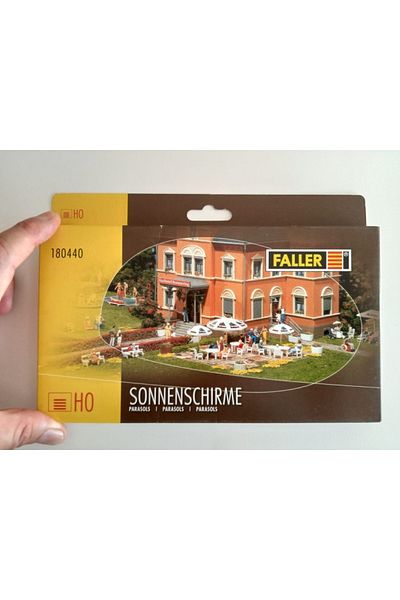 HO
180440
FALLER ®
HO
SONNENSCHIRME
PARASOLS | PARASOLS | PARASOLS